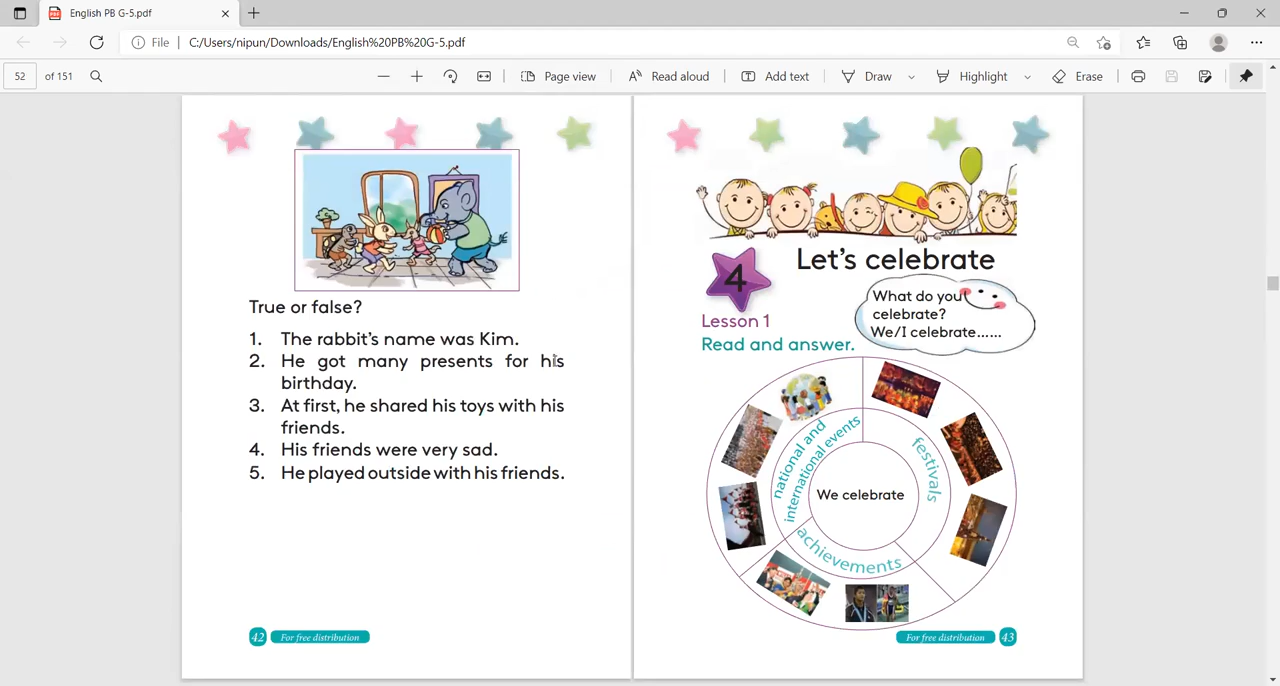 English PB G-5.pdf
File
C:/Users/nipun/Downloads/English%20PB%20G-5.pdf
52 of 151
Page view
Read aloud
Add text
Draw
Highlight
Erase
True or false?
1. The rabbit's name was Kim.
2. He got many presents for his
birthday.
3. At first, he shared his toys with his
friends.
4. His friends were very sad.
5. He played outside with his friends.
42 For free distribution
4
Let's celebrate
Lesson 1
What do you
celebrate?
We/I celebrate......
Read and answer.
national and
international events
festivals
We celebrate
achievements
For free distribution 43